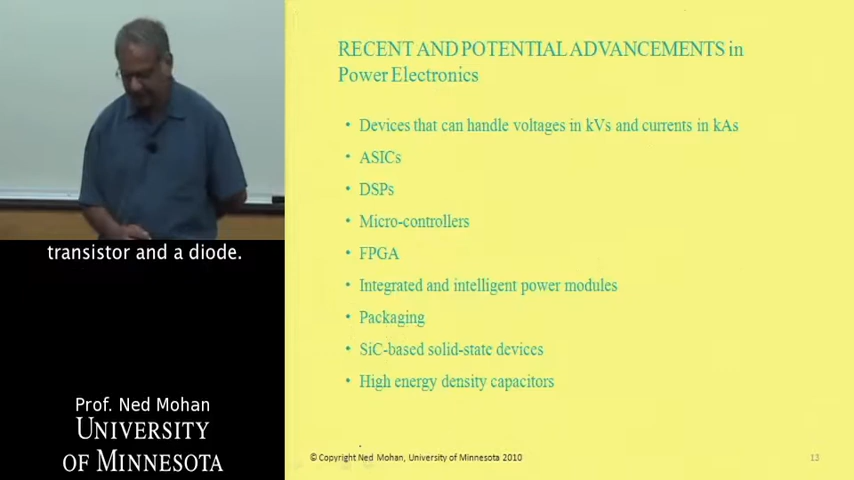 RECENT AND POTENTIAL ADVANCEMENTS in
Power Electronics
• Devices that can handle voltages in kVs and currents in kAs
• ASICs
• DSPs
• Micro-controllers
• FPGA
• Integrated and intelligent power modules
• Packaging
• SiC-based solid-state devices
• High energy density capacitors
transistor and a diode.
Prof. Ned Mohan
UNIVERSITY
OF MINNESOTA
© Copyright Ned Mohan, University of Minnesota 2010
13